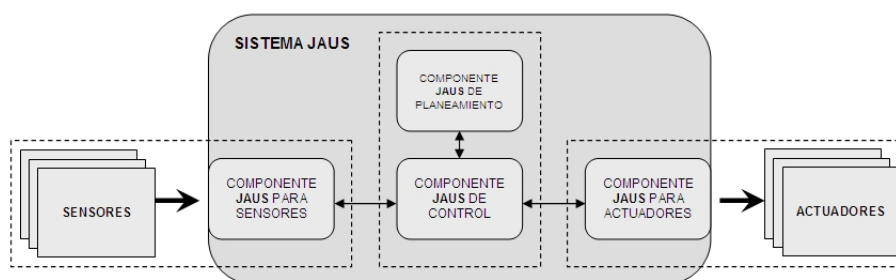 SISTEMA JAUS
COMPONENTE
JAUS DE
PLANEAMIENTO
SENSORES
COMPONENTE
JAUS PARA
SENSORES
COMPONENTE
JAUS DE
CONTROL
COMPONENTE
JAUS PARA
ACTUADORES
ACTUADORES